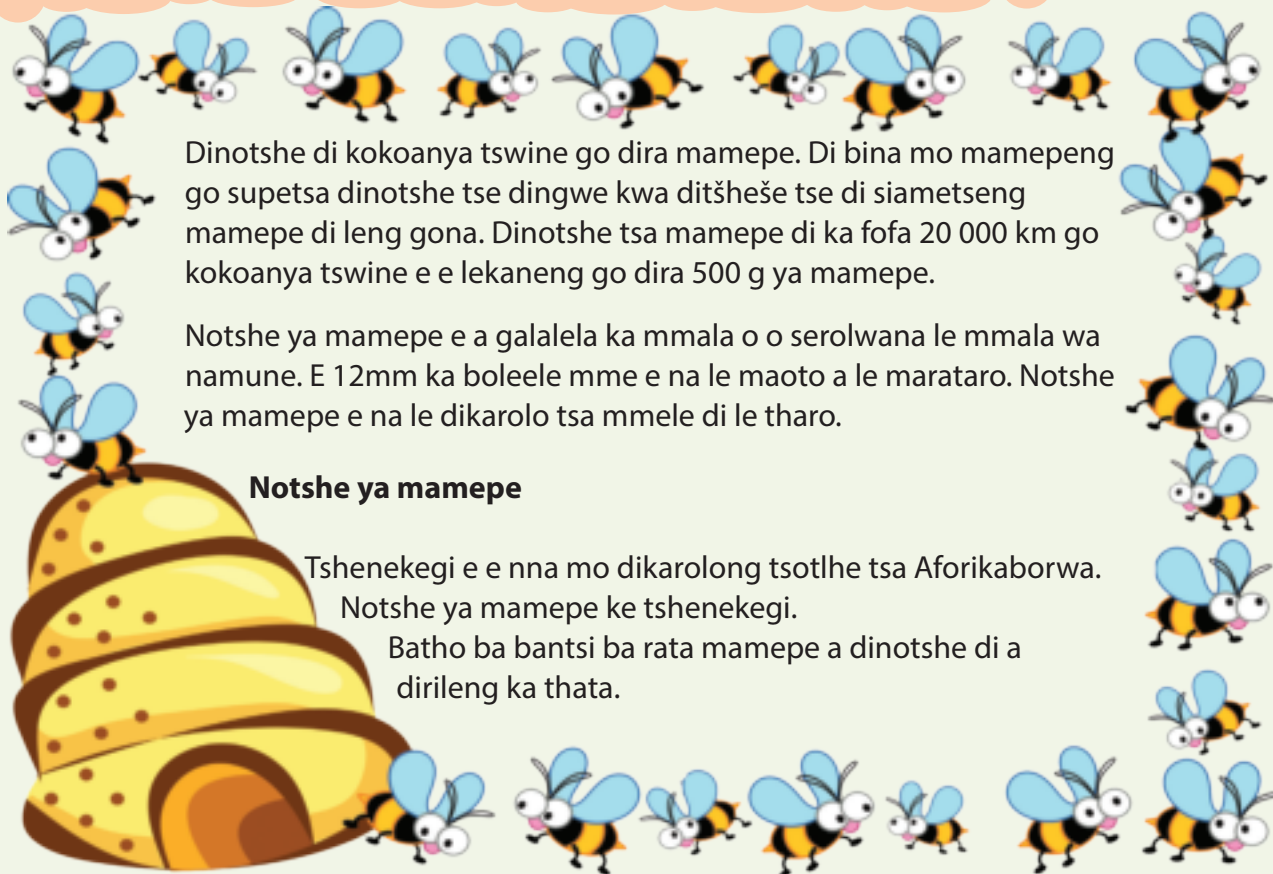 Dinotshe di kokoanya tswine go dira mamepe. Di bina mo mamepeng
go supetsa dinotshe tse dingwe kwa ditšheše tse di siametseng
mamepe di leng gona. Dinotshe tsa mamepe di ka fofa 20 000 km go
kokoanya tswine e e lekaneng go dira 500 g ya mamepe.
Notshe ya mamepe e a galalela ka mmala o o serolwana le mmala wa
namune. E 12mm ka boleele mme e na le maoto a le marataro. Notshe
ya mamepe e na le dikarolo tsa mmele di le tharo.
Notshe ya mamepe
Tshenekegi e e nna mo dikarolong tsotlhe tsa Aforikaborwa.
Notshe ya mamepe ke tshenekegi.
Batho ba bantsi ba rata mamepe a dinotshe di a
dirileng ka thata.